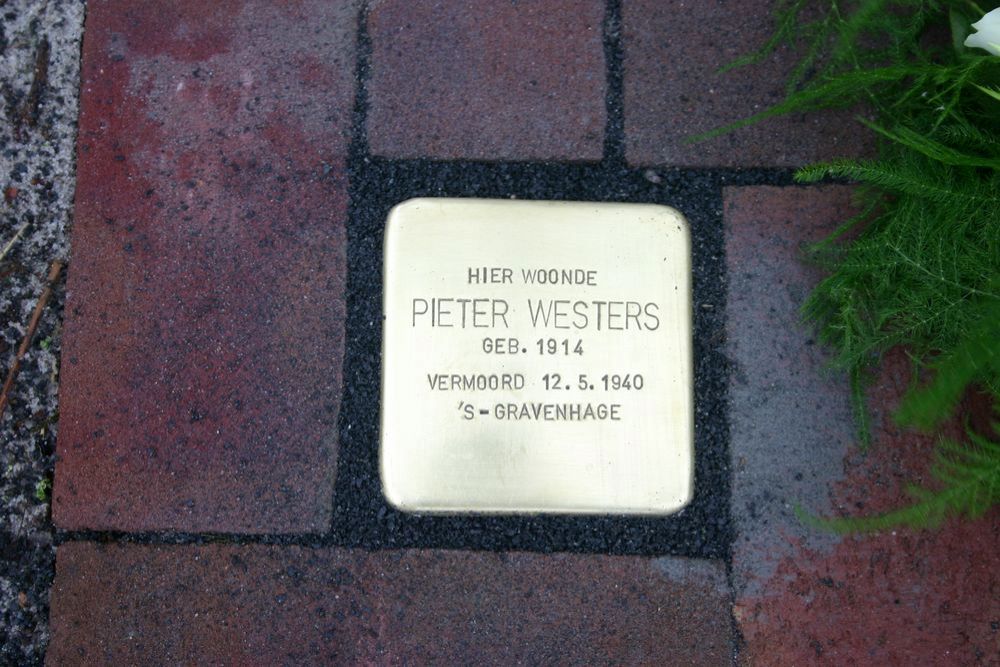 HIER WOONDE
PIETER WESTERS
GEB. 1914
VERMOORD 12.5.1940
'S-GRAVENHAGE